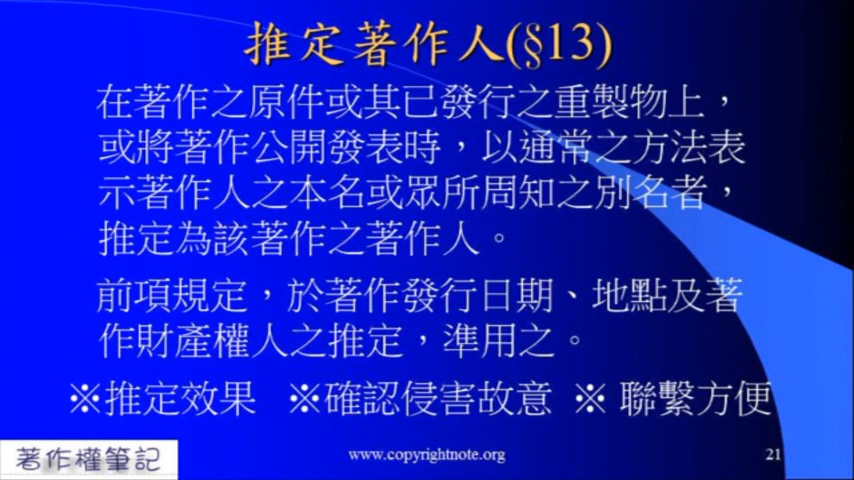 推定著作人(§13)
在著作之原件或其已發行之重製物上，
或將著作公開發表時，以通常之方法表
示著作人之本名或眾所周知之別名者，
推定為該著作之著作人。
前項規定，於著作發行日期、地點及著
作財產權人之推定，準用之。
※推定效果 ※確認侵害故意 ※ 聯繫方便
著作權筆記
www.copyrightnote.org
21